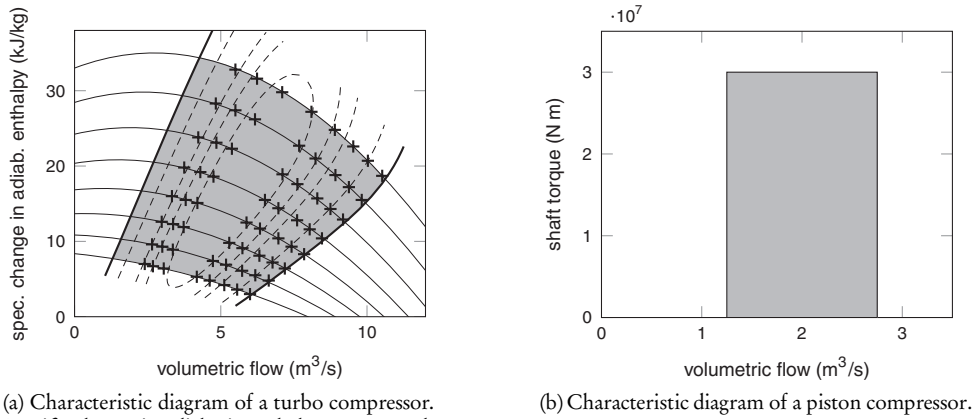 spec. change in adiab. enthalpy (kJ/kg)
30
20
10
0
0
5
10
volumetric flow (m³/s)
(a) Characteristic diagram of a turbo compressor.
·10⁷
shaft torque (N m)
3
2
1
0
0
1
2
3
volumetric flow (m³/s)
(b) Characteristic diagram of a piston compressor.